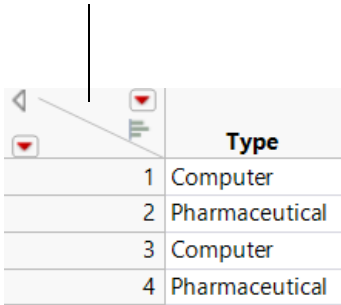 Type
1 Computer
2 Pharmaceutical
3 Computer
4 Pharmaceutical